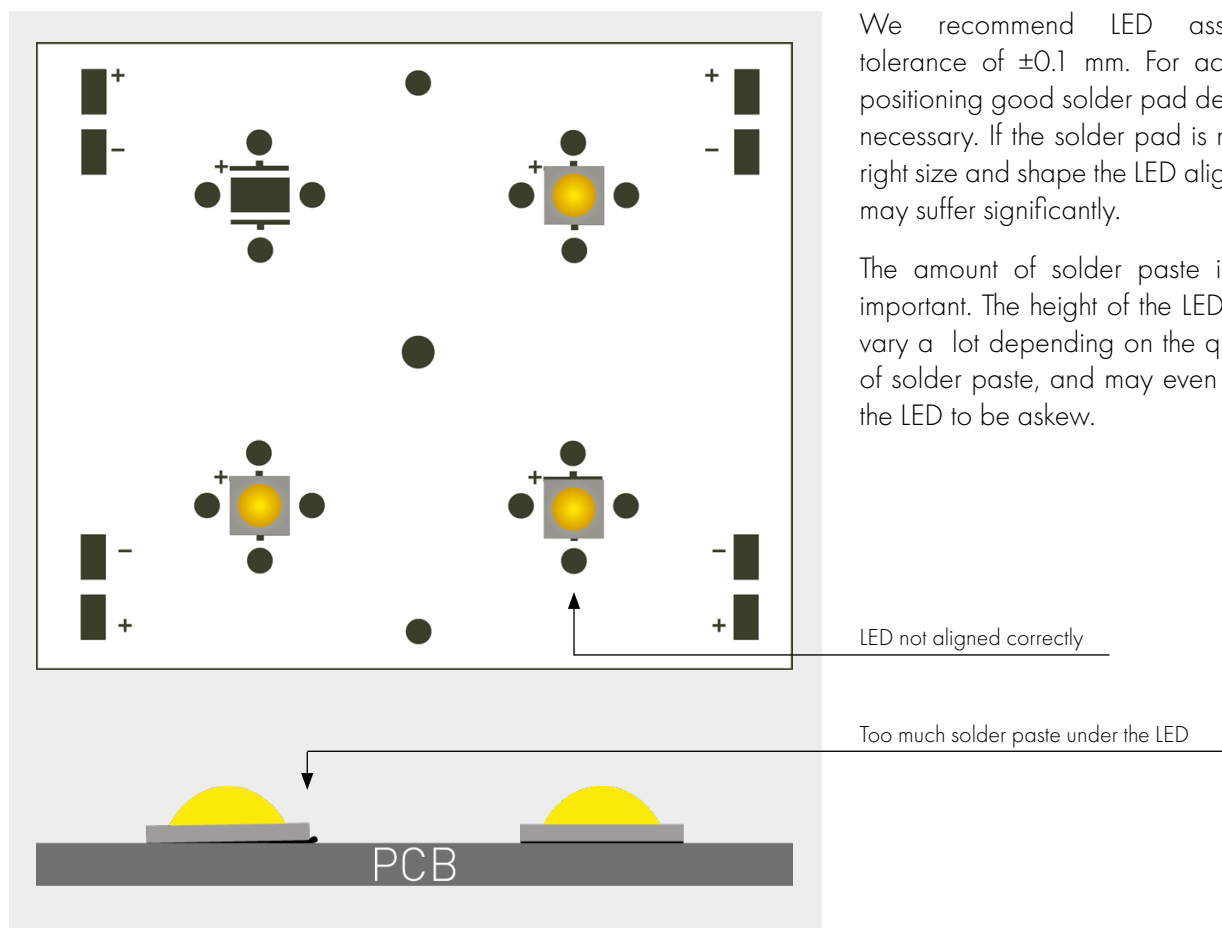 We recommend LED ass
tolerance of ±0.1 mm. For ac
positioning good solder pad de
necessary. If the solder pad is
right size and shape the LED alig
may suffer significantly.
The amount of solder paste i
important. The height of the LED
vary a lot depending on the q
of solder paste, and may even
the LED to be askew.
+ +
− −
+ +
+ +
− −
+ +
LED not aligned correctly
Too much solder paste under the LED
PCB